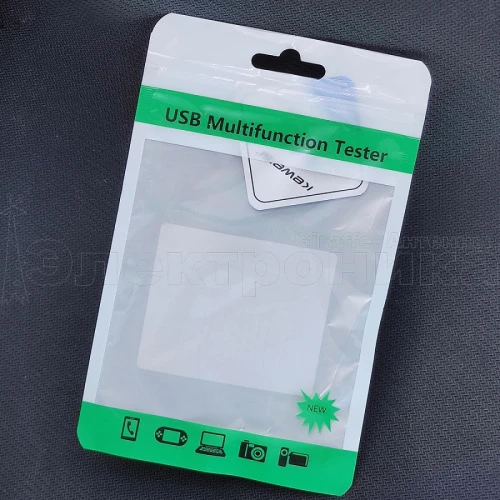 USB Multifunction Tester
Электроника
NEW